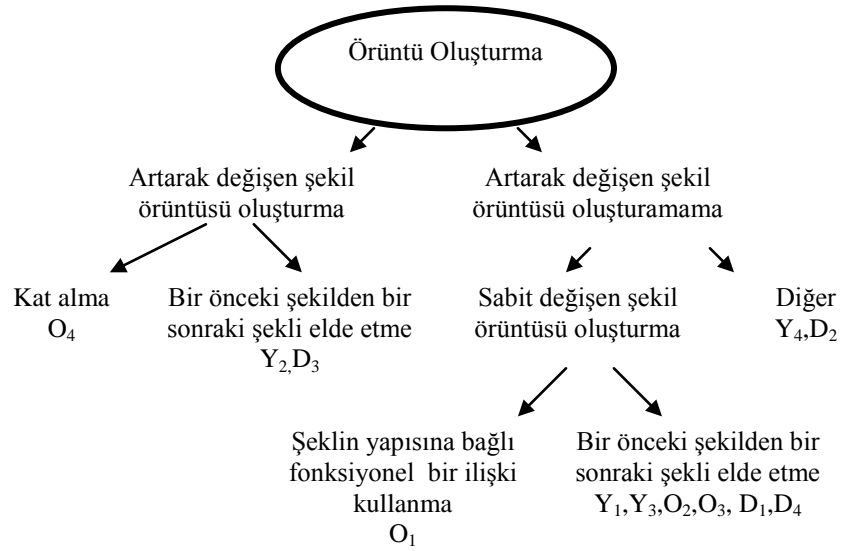 Örüntü Oluşturma
Artarak değişen şekil
örüntüsü oluşturma
Artarak değişen şekil
örüntüsü oluşturamama
Kat alma
O₄
Bir önceki şekilden bir
sonraki şekli elde etme
Y₂,D₃
Sabit değişen şekil
örüntüsü oluşturma
Diğer
Y₄,D₂
Şeklin yapısına bağlı
fonksiyonel bir ilişki
kullanma
O₁
Bir önceki şekilden bir
sonraki şekli elde etme
Y₁,Y₃,O₂,O₃, D₁,D₄